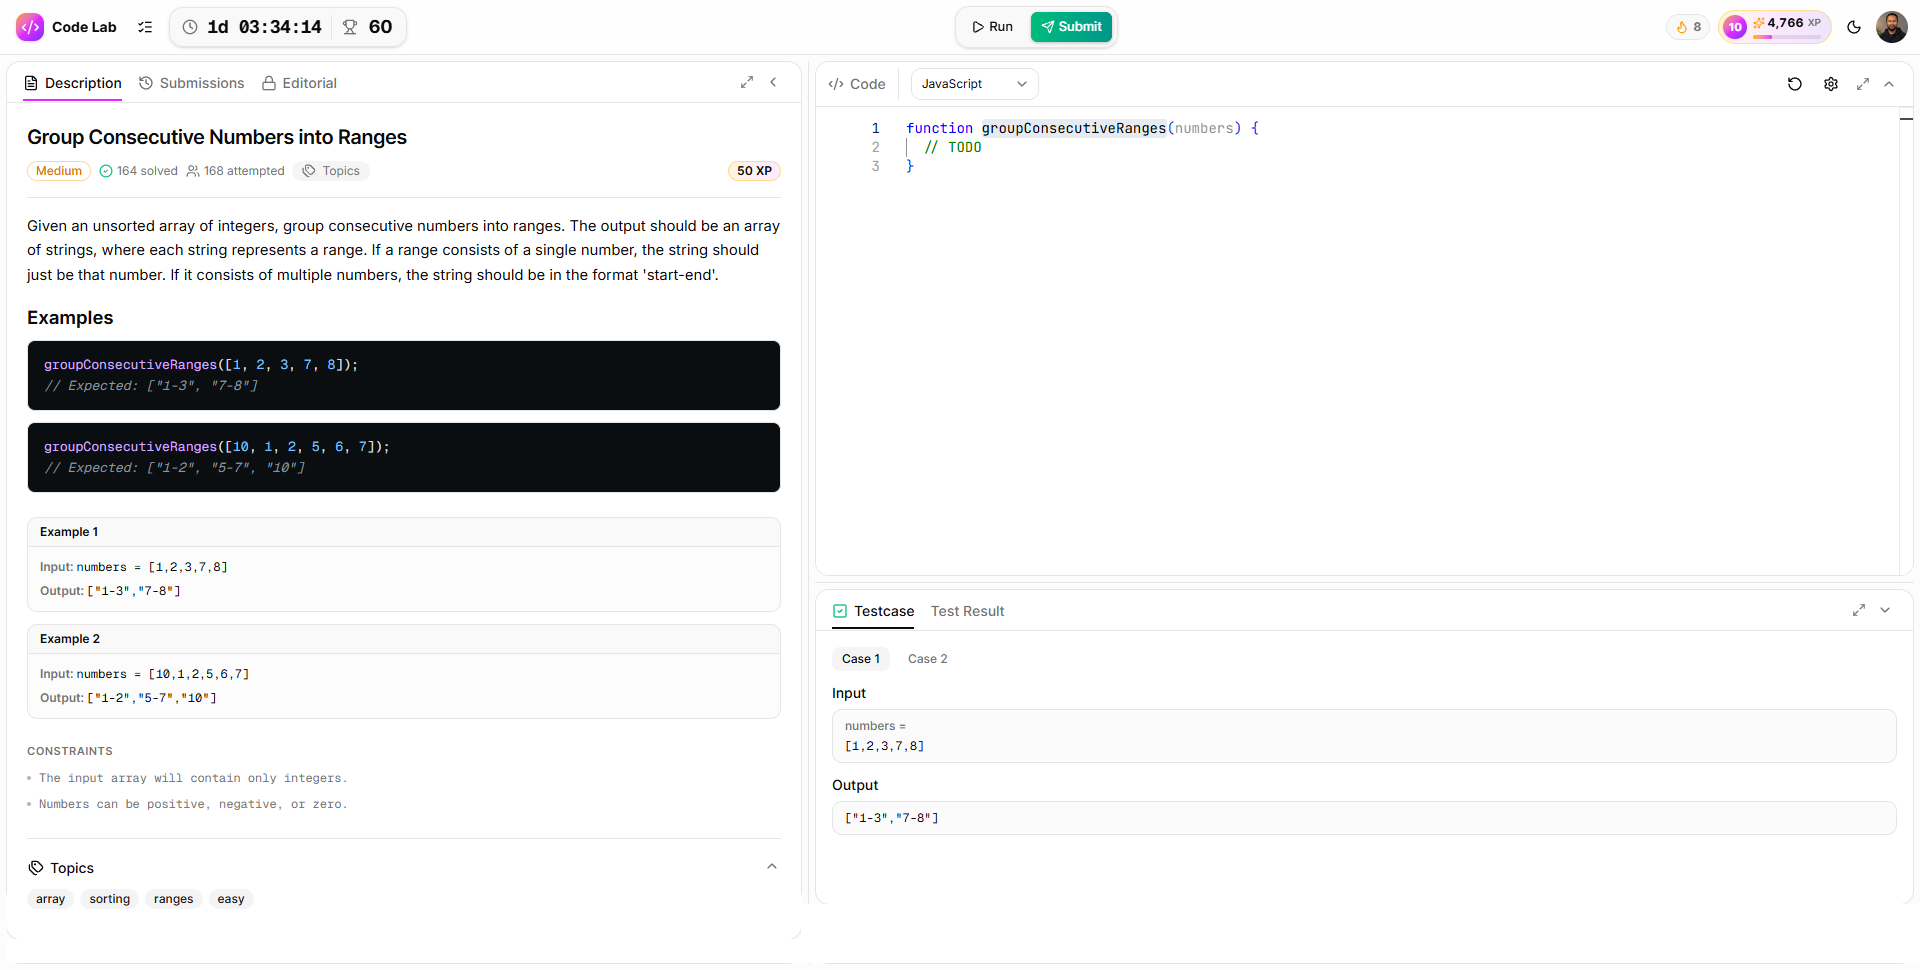 Code Lab
1d 03:34:14
60
Run
Submit
8
10
4,766 XP
Description
Submissions
Editorial
Group Consecutive Numbers into Ranges
Medium
164 solved
168 attempted
Topics
50 XP
Given an unsorted array of integers, group consecutive numbers into ranges. The output should be an array
of strings, where each string represents a range. If a range consists of a single number, the string should
just be that number. If it consists of multiple numbers, the string should be in the format 'start-end'.
Examples
groupConsecutiveRanges([1, 2, 3, 7, 8]);
// Expected: ["1-3", "7-8"]
groupConsecutiveRanges([10, 1, 2, 5, 6, 7]);
// Expected: ["1-2", "5-7", "10"]
Example 1
Input: numbers = [1,2,3,7,8]
Output: ["1-3","7-8"]
Example 2
Input: numbers = [10,1,2,5,6,7]
Output: ["1-2","5-7","10"]
CONSTRAINTS
• The input array will contain only integers.
• Numbers can be positive, negative, or zero.
Topics
array
sorting
ranges
easy
</> Code
JavaScript
1 function groupConsecutiveRanges(numbers) {
2 // TODO
3 }
Testcase
Test Result
Case 1
Case 2
Input
numbers =
[1,2,3,7,8]
Output
["1-3","7-8"]